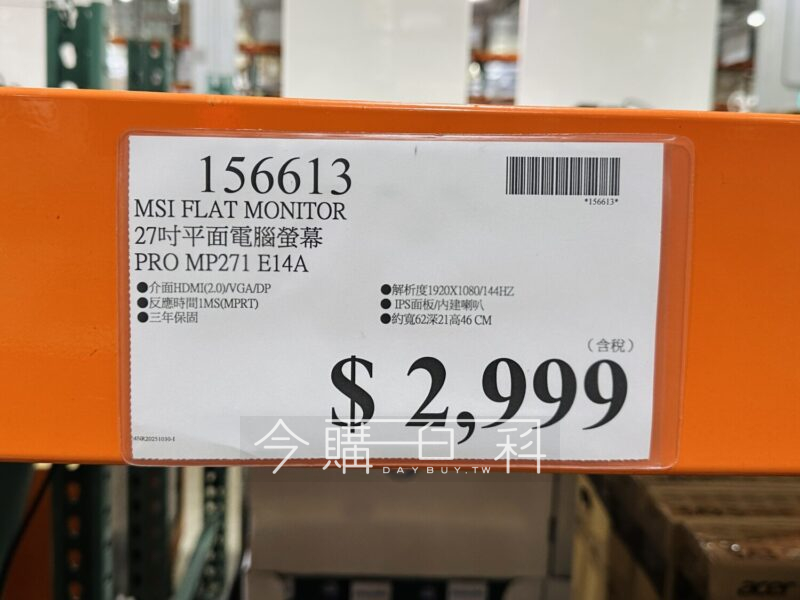 156613
*156613*
MSI FLAT MONITOR
27吋平面電腦螢幕
PRO MP271 E14A
●介面HDMI(2.0)/VGA/DP
●解析度1920X1080/144HZ
●反應時間1MS(MPRT)
● IPS面板/內建喇叭
●三年保固
●約寬62深21高46 CM
(含稅)
$ 2,999
今購百科
DAYBUY.TW
acer